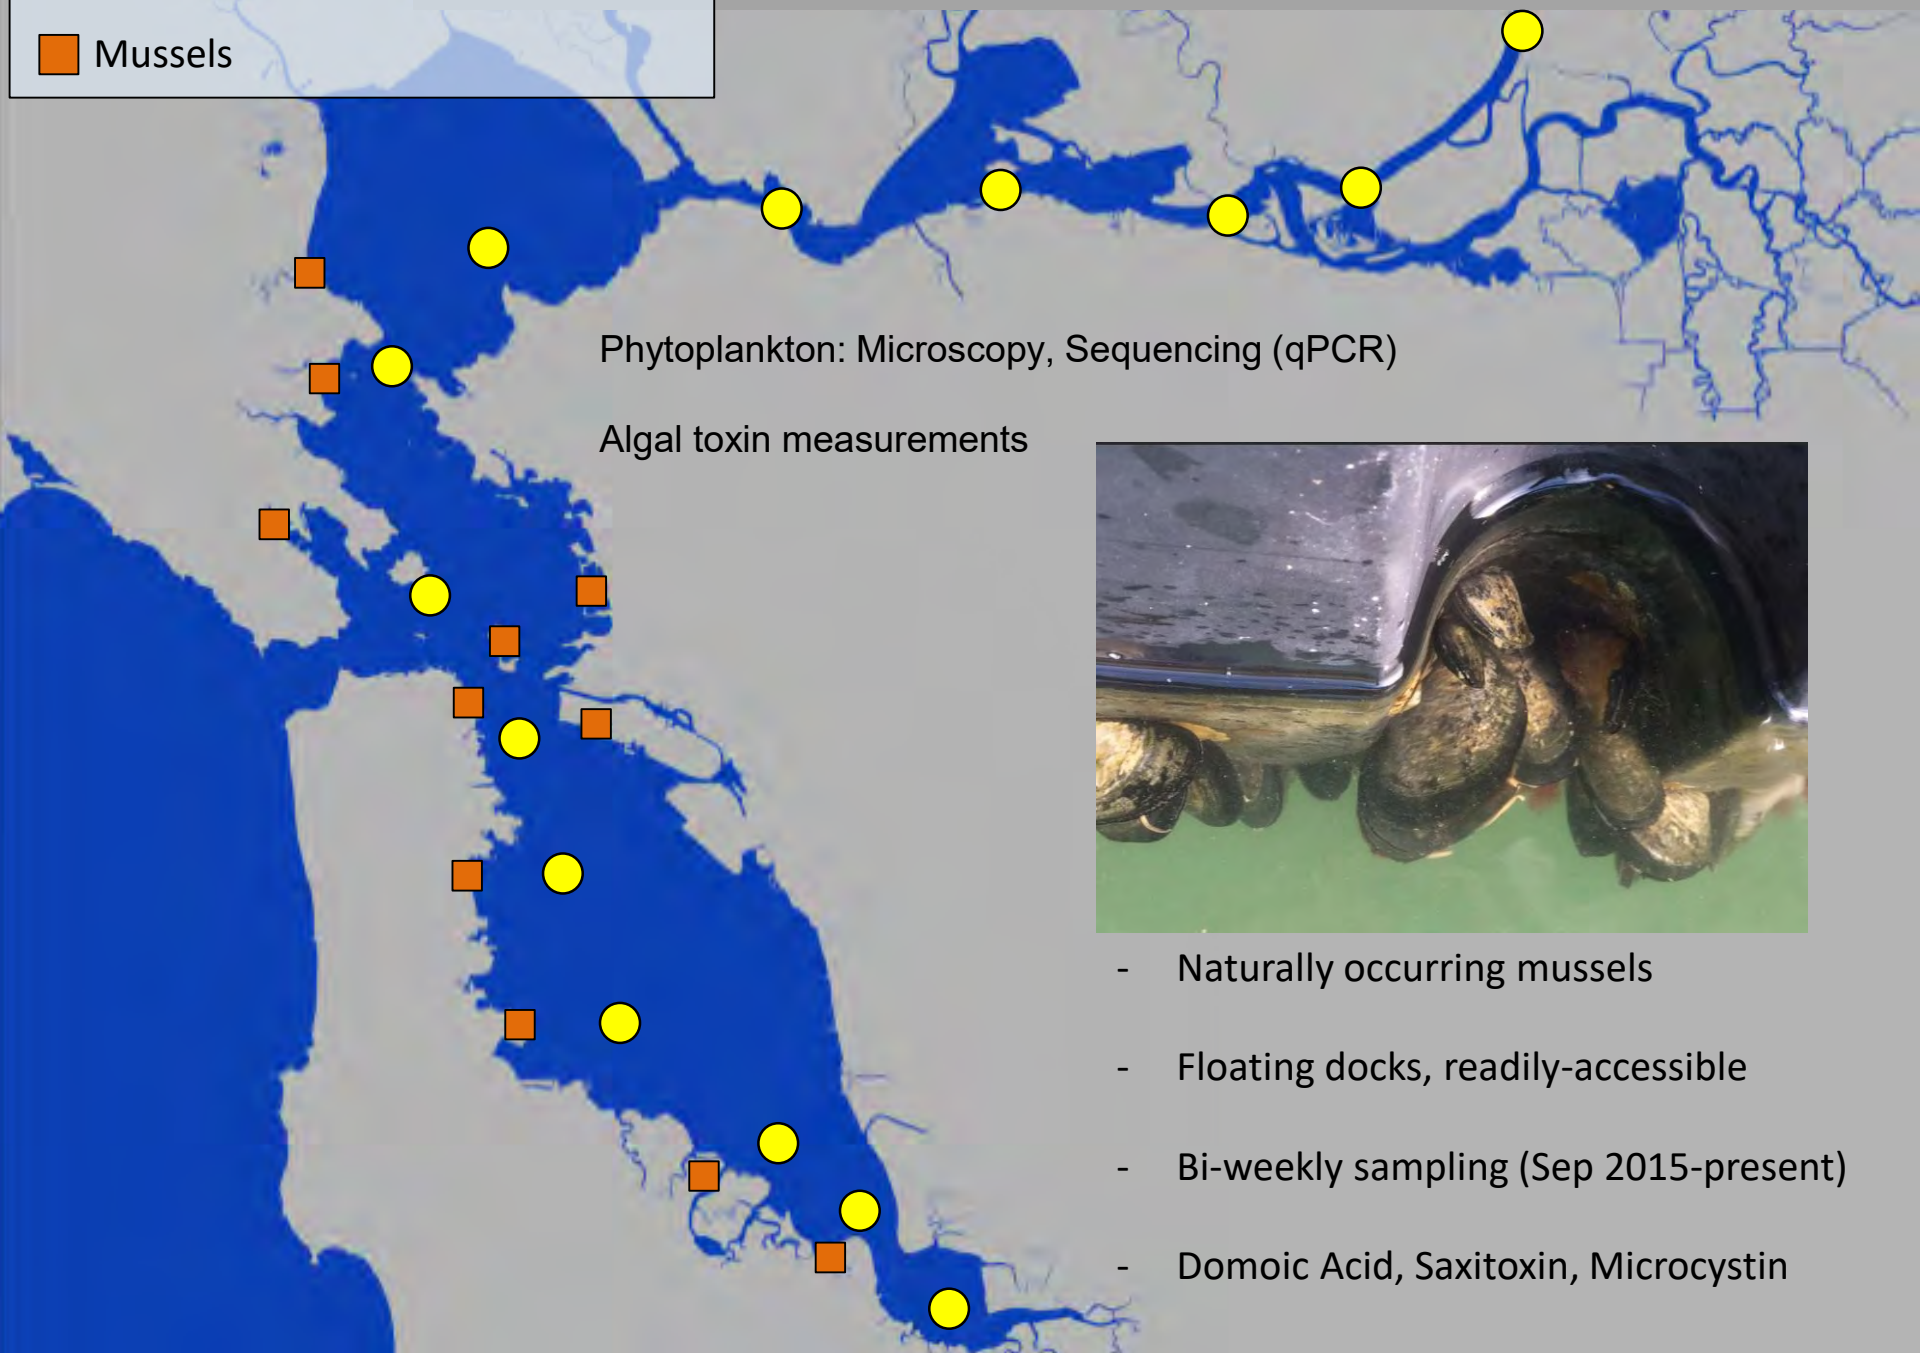 Mussels
Phytoplankton: Microscopy, Sequencing (qPCR)
Algal toxin measurements
- Naturally occurring mussels
- Floating docks, readily-accessible
- Bi-weekly sampling (Sep 2015-present)
- Domoic Acid, Saxitoxin, Microcystin